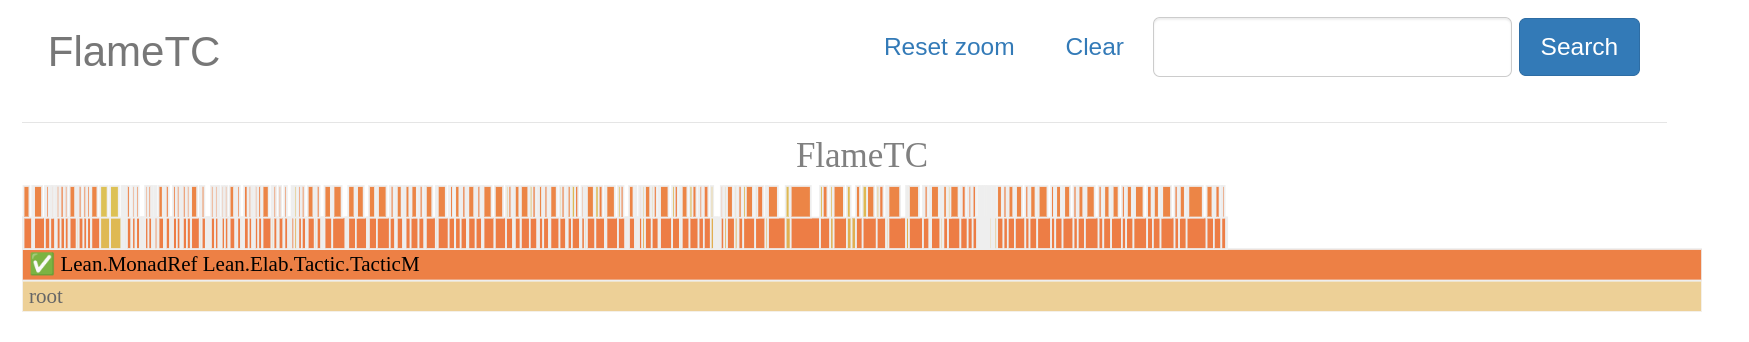 FlameTC
Reset zoom
Clear
Search
FlameTC
✅ Lean.MonadRef Lean.Elab.Tactic.TacticM
root